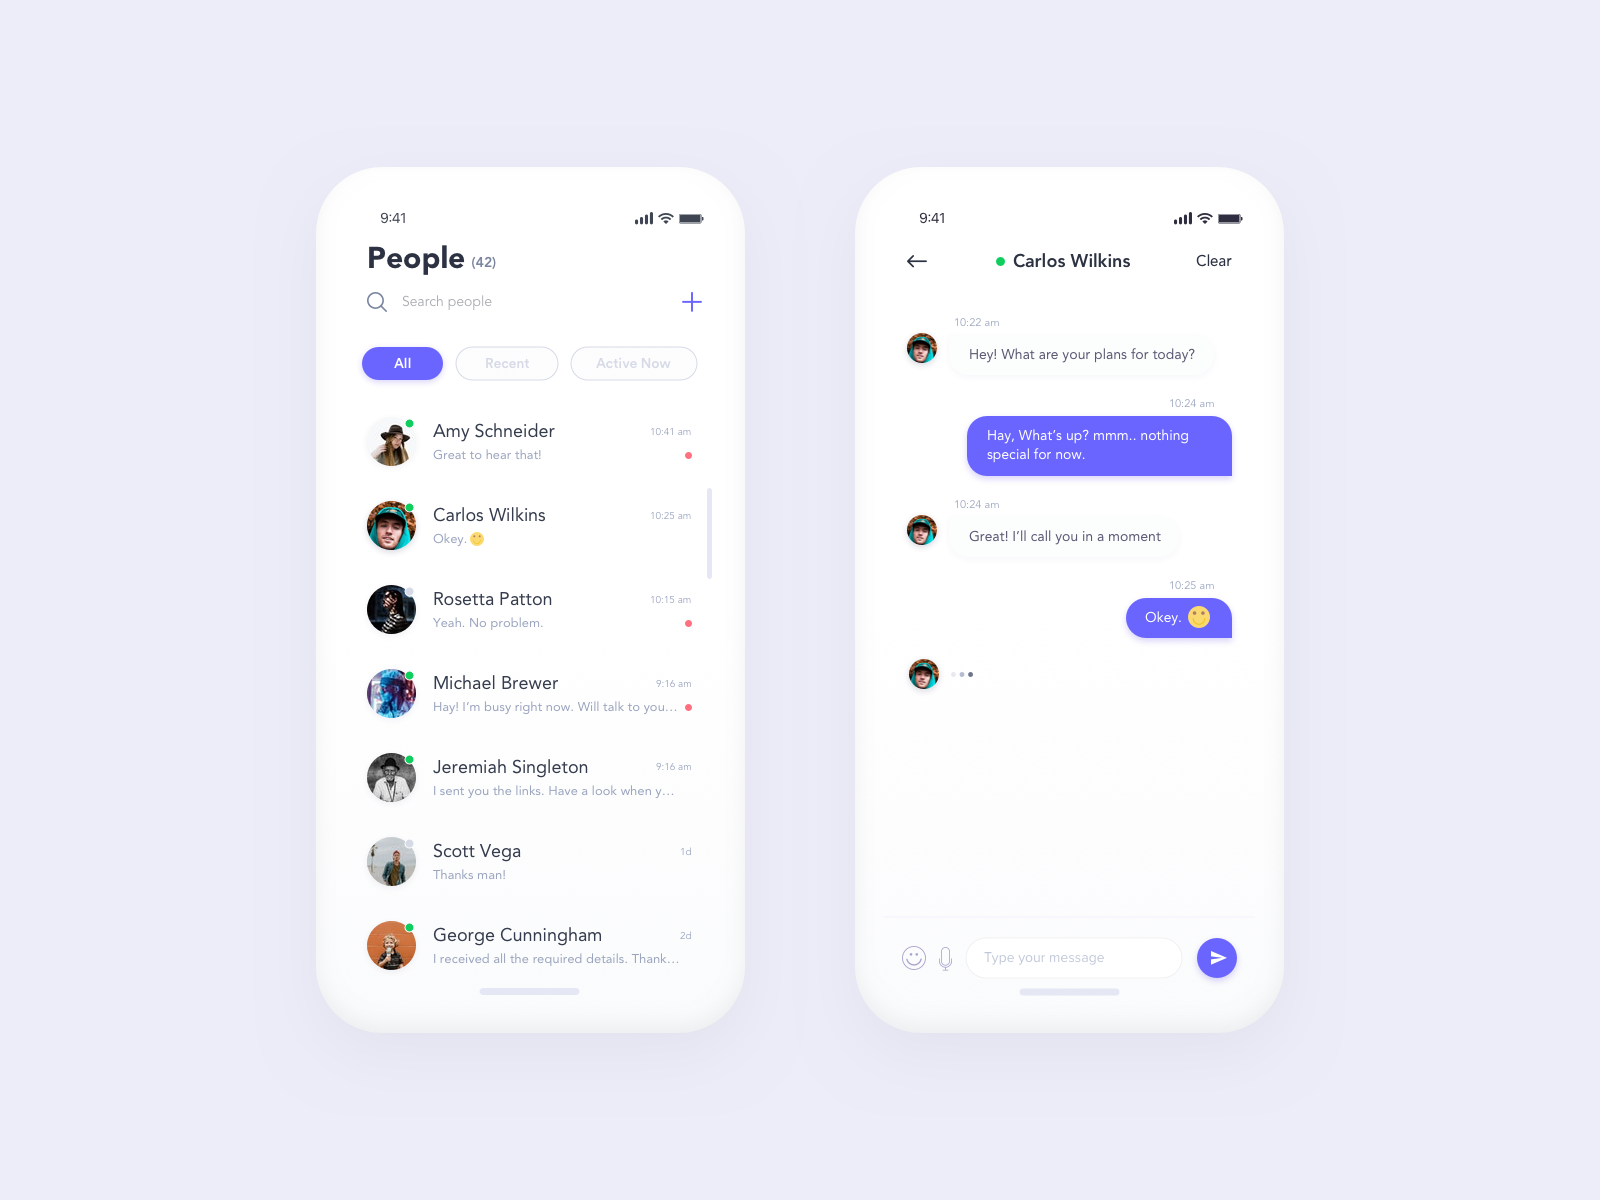 9:41
People (42)
Search people
All
Recent
Active Now
Amy Schneider
10:41 am
Great to hear that!
Carlos Wilkins
10:25 am
Okey.
Rosetta Patton
10:15 am
Yeah. No problem.
Michael Brewer
9:16 am
Hay! I'm busy right now. Will talk to you...
Jeremiah Singleton
9:16 am
I sent you the links. Have a look when y...
Scott Vega
1d
Thanks man!
George Cunningham
2d
I received all the required details. Thank...
9:41
Carlos Wilkins
Clear
10:22 am
Hey! What are your plans for today?
10:24 am
Hay, What's up? mmm.. nothing
special for now.
10:24 am
Great! I'll call you in a moment
10:25 am
Okey.
Type your message